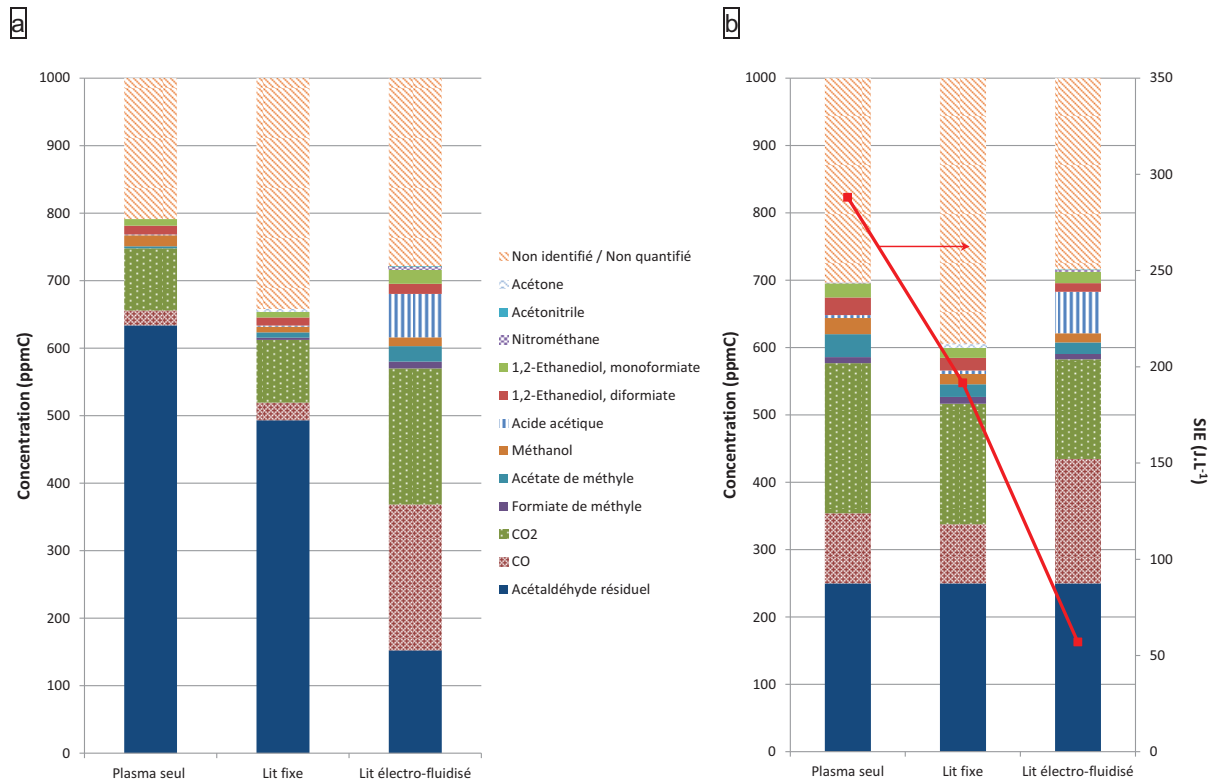 a
1000
900
800
700
600
500
400
300
200
100
0
Concentration (ppmC)
Plasma seul
Lit fixe
Lit électro-fluidisé
Non identifié / Non quantifié
Acétone
Acétonitrile
Nitrométhane
1,2-Ethanediol, monoformiate
1,2-Ethanediol, diformiate
Acide acétique
Méthanol
Acétate de méthyle
Formiate de méthyle
CO2
CO
Acétaldéhyde résiduel
b
1000
900
800
700
600
500
400
300
200
100
0
Concentration (ppmC)
Plasma seul
Lit fixe
Lit électro-fluidisé
350
300
250
200
150
100
50
0
SIE (J.L⁻¹)